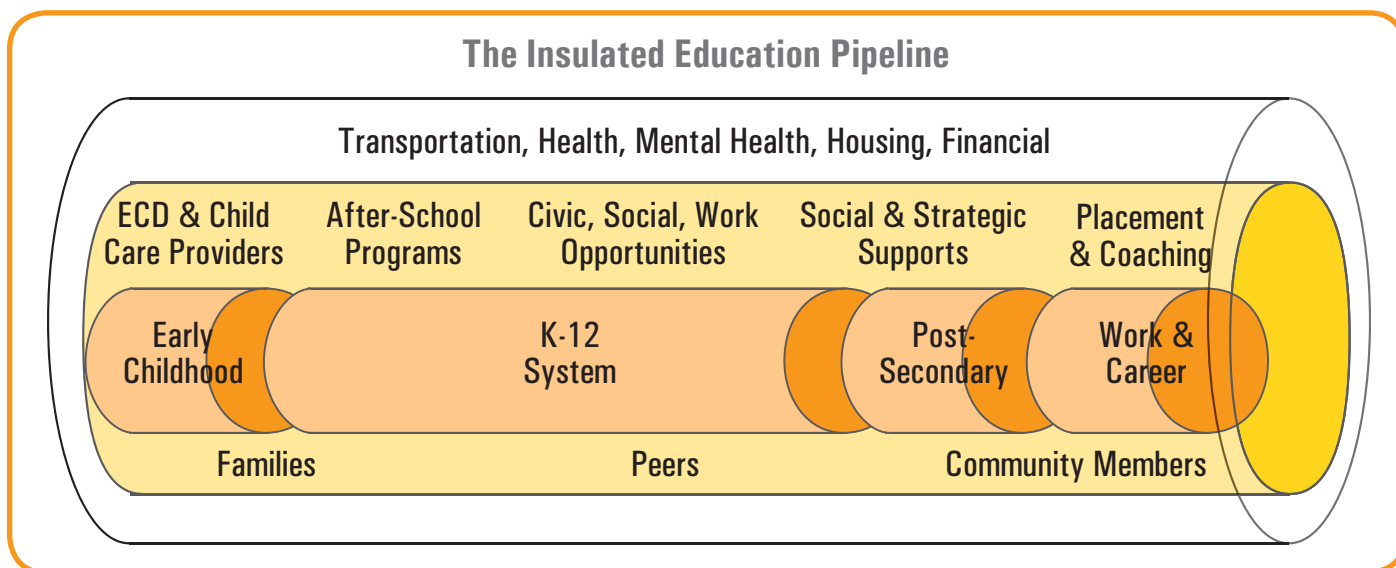 The Insulated Education Pipeline
Transportation, Health, Mental Health, Housing, Financial
ECD & Child
Care Providers
After-School
Programs
Civic, Social, Work
Opportunities
Social & Strategic
Supports
Placement
& Coaching
Early
Childhood
K-12
System
Post-
Secondary
Work &
Career
Families
Peers
Community Members